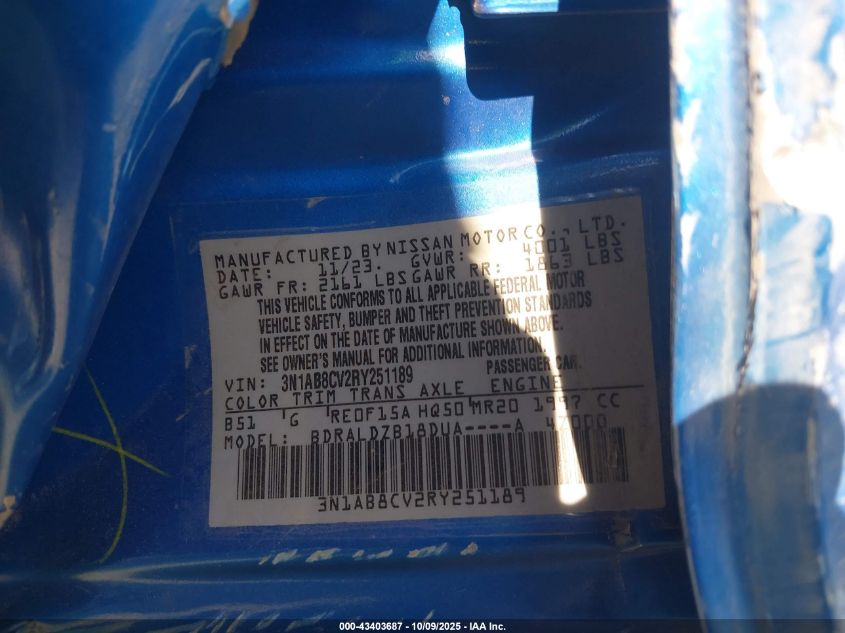 MANUFACTURED BY NISSAN MOTOR CO., LTD.
DATE: 11/23. GVWR: 4001 LBS
GAWR FR: 2161 LBS GAWR RR: 1863 LBS
THIS VEHICLE CONFORMS TO ALL APPLICABLE FEDERAL MOTOR
VEHICLE SAFETY, BUMPER AND THEFT PREVENTION STANDARDS
IN EFFECT ON THE DATE OF MANUFACTURE SHOWN ABOVE.
SEE OWNER'S MANUAL FOR ADDITIONAL INFORMATION.
VIN: 3N1AB8CV2RY251189 PASSENGER CAR.
COLOR TRIM TRANS AXLE ENGINE
B51 G RE0F15A HQ50 MR20 1997 CC
MODEL: BDRALDZB18DUA----A 47000
3N1AB8CV2RY251189
000-43403687 - 10/09/2025 - IAA Inc.